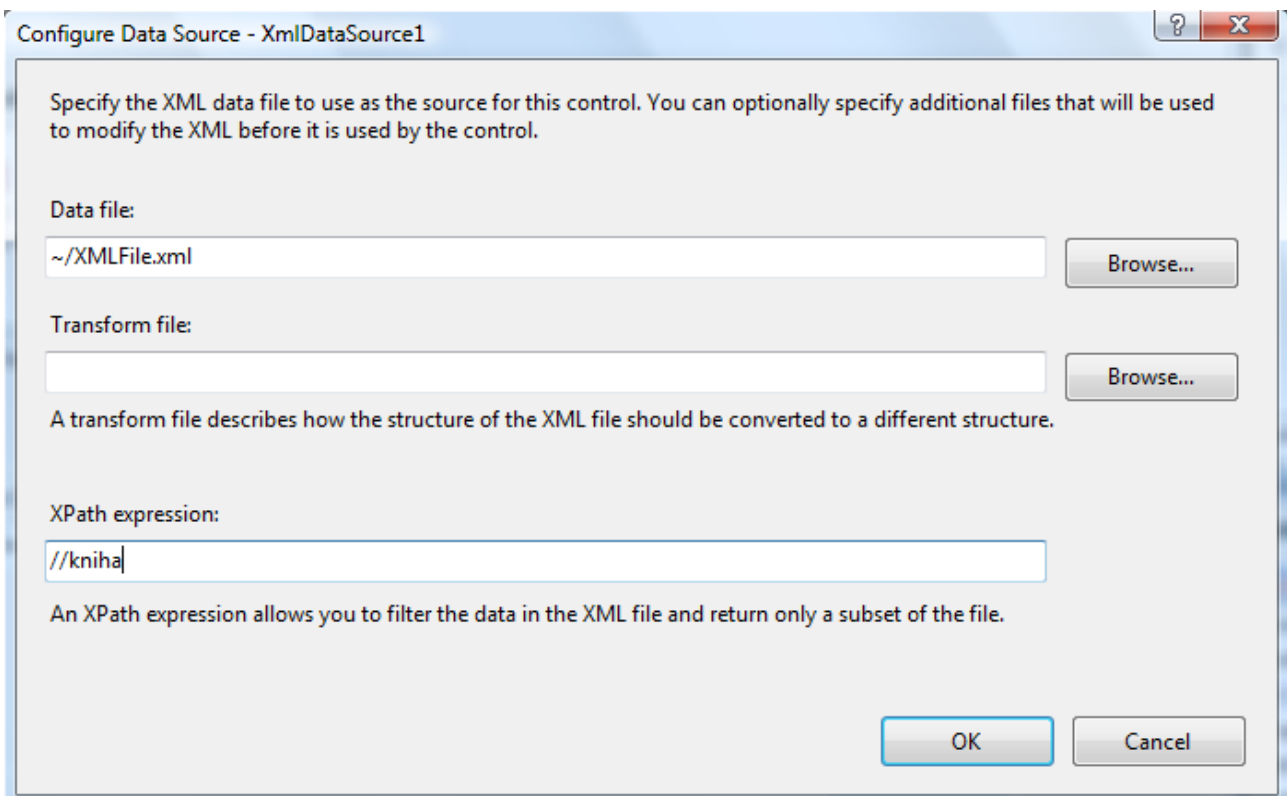 Configure Data Source - XmlDataSource1
Specify the XML data file to use as the source for this control. You can optionally specify additional files that will be used
to modify the XML before it is used by the control.
Data file:
~/XMLFile.xml
Browse...
Transform file:
Browse...
A transform file describes how the structure of the XML file should be converted to a different structure.
XPath expression:
//kniha
An XPath expression allows you to filter the data in the XML file and return only a subset of the file.
OK
Cancel